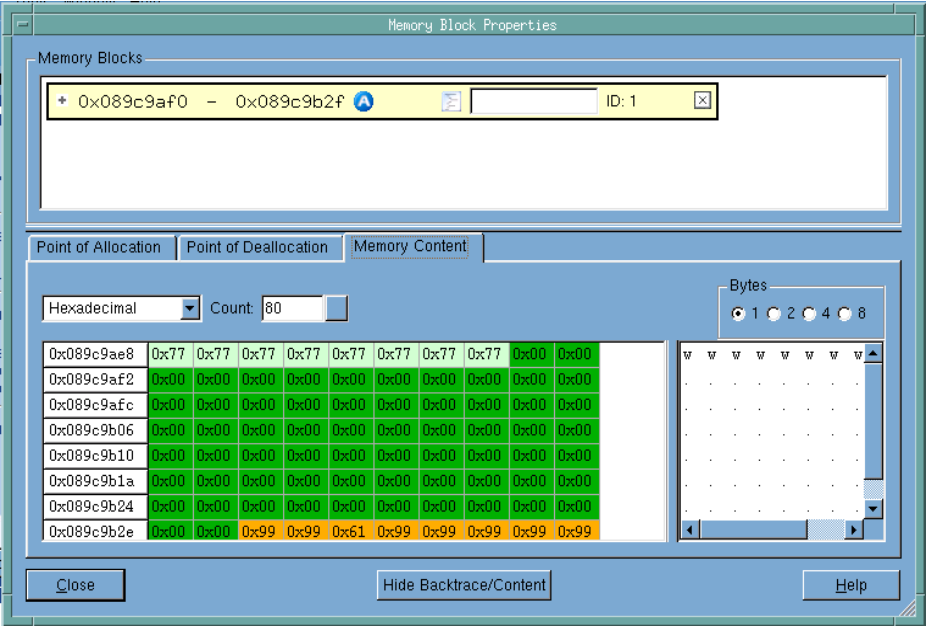 Memory Block Properties
Memory Blocks
+ 0x089c9af0 - 0x089c9b2f A ID: 1
Point of Allocation Point of Deallocation Memory Content
Bytes
Hexadecimal Count: 80 1 2 4 8
0x089c9ae8 0x77 0x77 0x77 0x77 0x77 0x77 0x77 0x77 0x00 0x00 w w w w w w w w
0x089c9af2 0x00 0x00 0x00 0x00 0x00 0x00 0x00 0x00 0x00 0x00 . . . . . . . .
0x089c9afc 0x00 0x00 0x00 0x00 0x00 0x00 0x00 0x00 0x00 0x00 . . . . . . . .
0x089c9b06 0x00 0x00 0x00 0x00 0x00 0x00 0x00 0x00 0x00 0x00 . . . . . . . .
0x089c9b10 0x00 0x00 0x00 0x00 0x00 0x00 0x00 0x00 0x00 0x00 . . . . . . . .
0x089c9b1a 0x00 0x00 0x00 0x00 0x00 0x00 0x00 0x00 0x00 0x00 . . . . . . . .
0x089c9b24 0x00 0x00 0x00 0x00 0x00 0x00 0x00 0x00 0x00 0x00 . . . . . . . .
0x089c9b2e 0x00 0x00 0x99 0x99 0x61 0x99 0x99 0x99 0x99 0x99
Close Hide Backtrace/Content Help